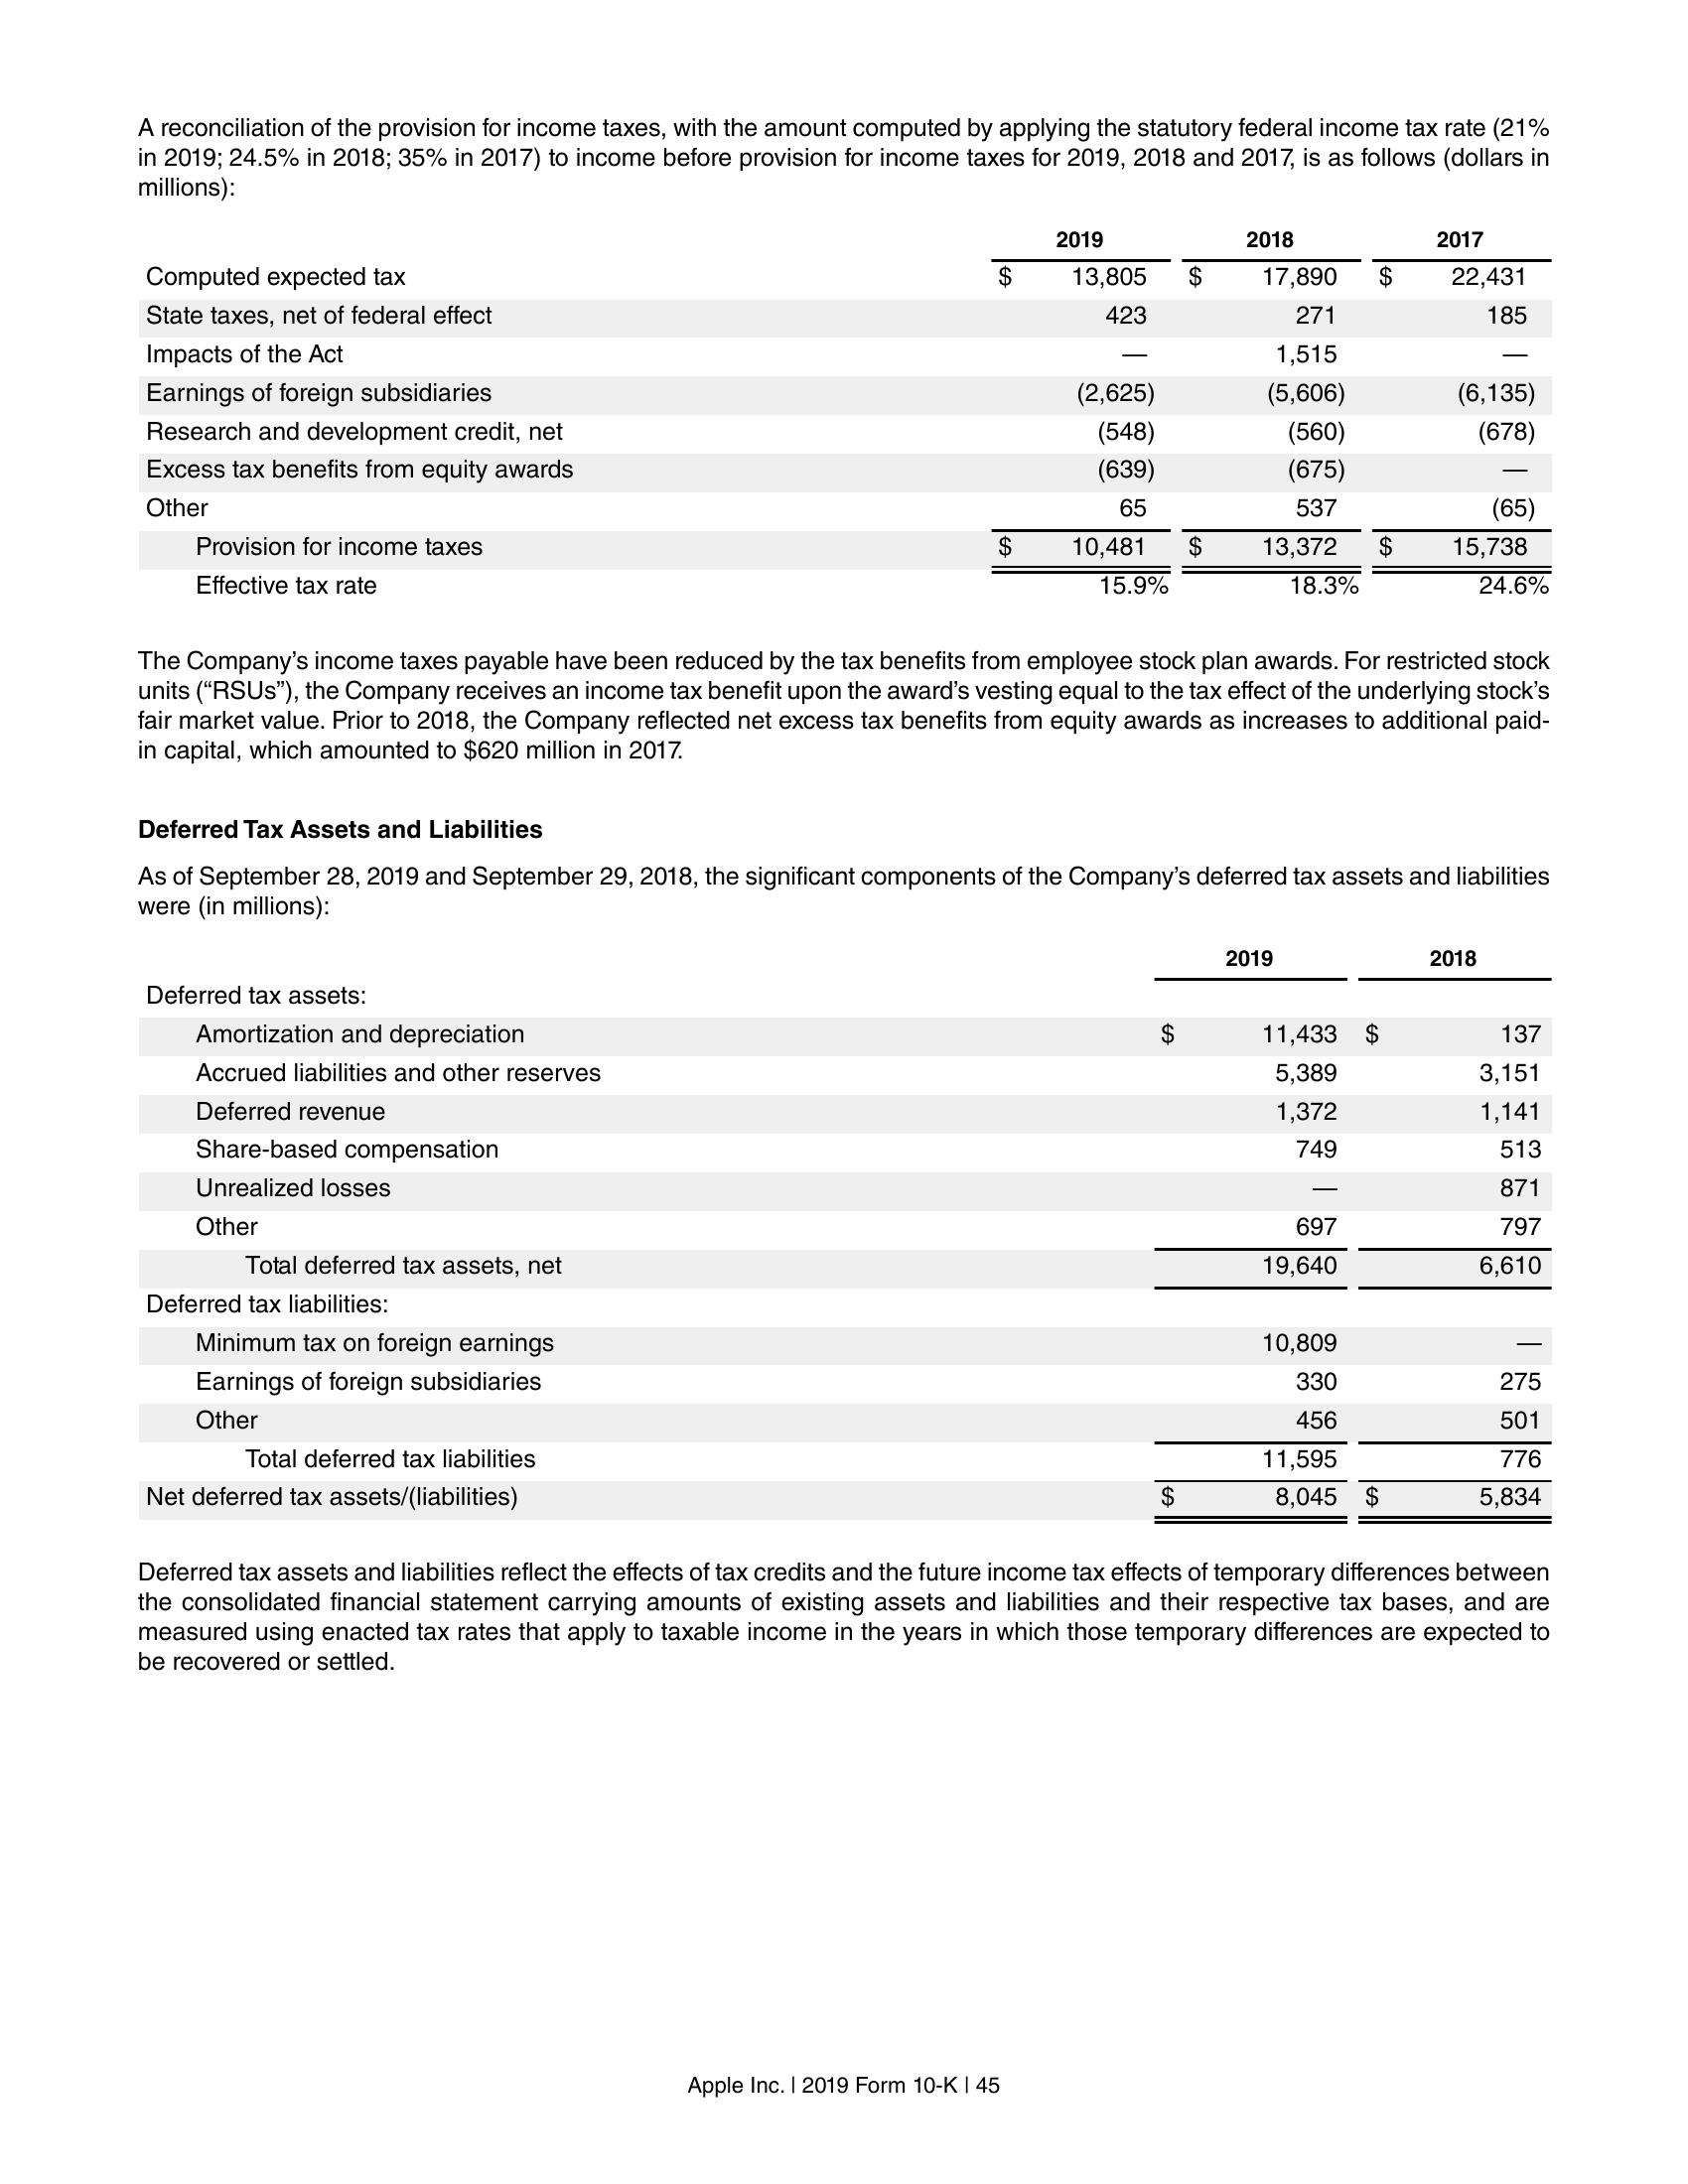 A reconciliation of the provision for income taxes, with the amount computed by applying the statutory federal income tax rate (21%
in 2019; 24.5% in 2018; 35% in 2017) to income before provision for income taxes for 2019, 2018 and 2017, is as follows (dollars in
millions):
2019 2018 2017
Computed expected tax $ 13,805 $ 17,890 $ 22,431
State taxes, net of federal effect 423 271 185
Impacts of the Act — 1,515 —
Earnings of foreign subsidiaries (2,625) (5,606) (6,135)
Research and development credit, net (548) (560) (678)
Excess tax benefits from equity awards (639) (675) —
Other 65 537 (65)
Provision for income taxes $ 10,481 $ 13,372 $ 15,738
Effective tax rate 15.9% 18.3% 24.6%
The Company’s income taxes payable have been reduced by the tax benefits from employee stock plan awards. For restricted stock
units (“RSUs”), the Company receives an income tax benefit upon the award’s vesting equal to the tax effect of the underlying stock’s
fair market value. Prior to 2018, the Company reflected net excess tax benefits from equity awards as increases to additional paid-
in capital, which amounted to $620 million in 2017.
Deferred Tax Assets and Liabilities
As of September 28, 2019 and September 29, 2018, the significant components of the Company’s deferred tax assets and liabilities
were (in millions):
2019 2018
Deferred tax assets:
Amortization and depreciation $ 11,433 $ 137
Accrued liabilities and other reserves 5,389 3,151
Deferred revenue 1,372 1,141
Share-based compensation 749 513
Unrealized losses — 871
Other 697 797
Total deferred tax assets, net 19,640 6,610
Deferred tax liabilities:
Minimum tax on foreign earnings 10,809 —
Earnings of foreign subsidiaries 330 275
Other 456 501
Total deferred tax liabilities 11,595 776
Net deferred tax assets/(liabilities) $ 8,045 $ 5,834
Deferred tax assets and liabilities reflect the effects of tax credits and the future income tax effects of temporary differences between
the consolidated financial statement carrying amounts of existing assets and liabilities and their respective tax bases, and are
measured using enacted tax rates that apply to taxable income in the years in which those temporary differences are expected to
be recovered or settled.
Apple Inc. | 2019 Form 10-K | 45